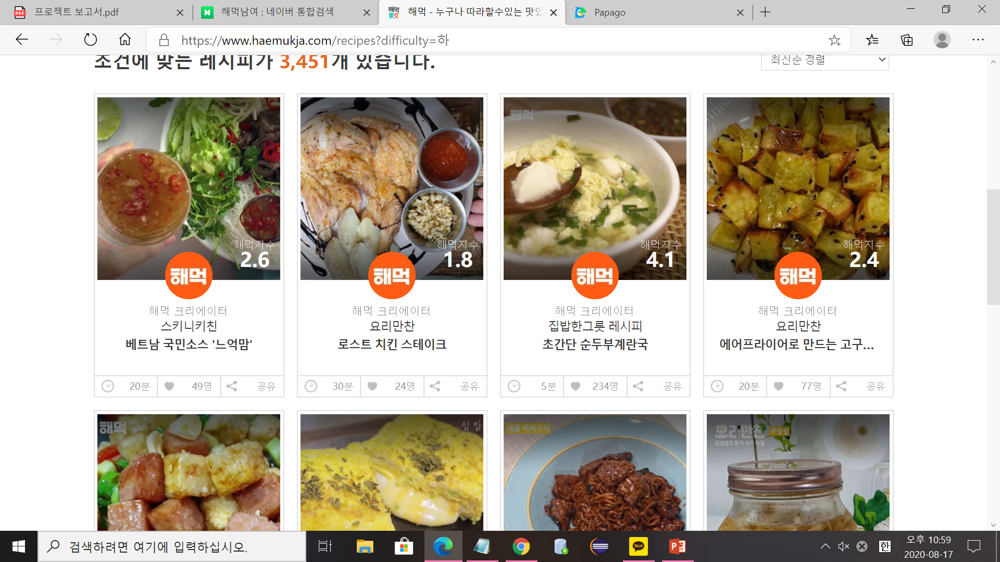 프로젝트 보고서.pdf
해먹남여 : 네이버 통합검색
해먹 - 누구나 따라할수있는 맛있
Papago
https://www.haemukja.com/recipes?difficulty=하
조건에 맞는 레시피가 3,451개 있습니다.
최신순 정렬
해먹지수
2.6
해먹
해먹 크리에이터
스키니키친
베트남 국민소스 '느억맘'
20분
49명
공유
해먹지수
1.8
해먹
해먹 크리에이터
요리만찬
로스트 치킨 스테이크
30분
24명
공유
해먹
해먹지수
4.1
해먹
해먹 크리에이터
집밥한그릇 레시피
초간단 순두부계란국
5분
234명
공유
해먹지수
2.4
해먹
해먹 크리에이터
요리만찬
에어프라이어로 만드는 고구...
20분
77명
공유
해먹
집밥
채끝 짜파구리
요리만찬
검색하려면 여기에 입력하십시오.
TALK
한
오후 10:59
2020-08-17